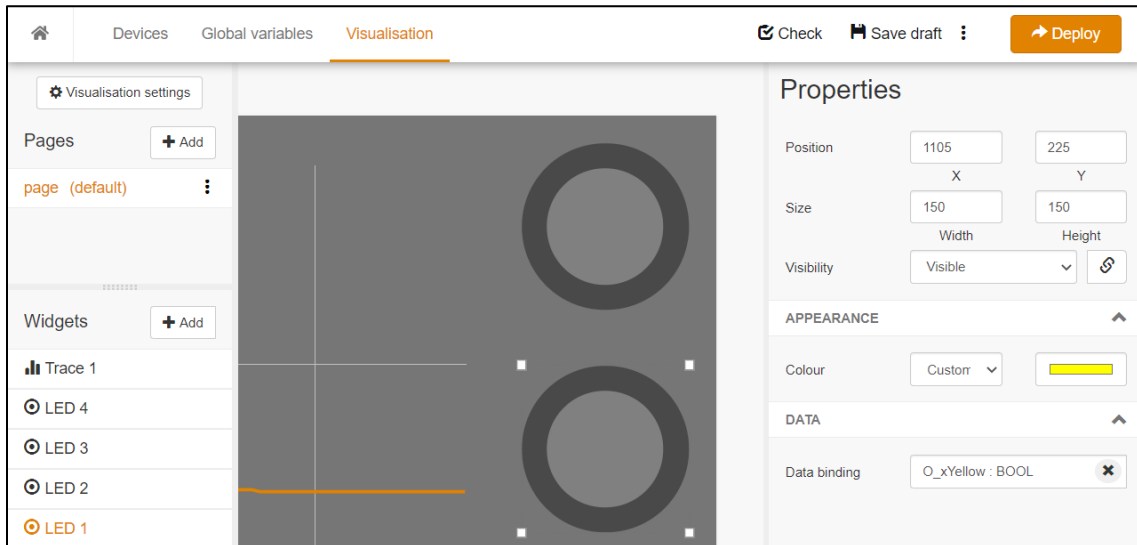 Devices Global variables Visualisation Check Save draft Deploy
Visualisation settings
Pages Add
page (default)
Widgets Add
Trace 1
LED 4
LED 3
LED 2
LED 1
Properties
Position 1105 225
X Y
Size 150 150
Width Height
Visibility Visible
APPEARANCE
Colour Custom
DATA
Data binding O_xYellow : BOOL